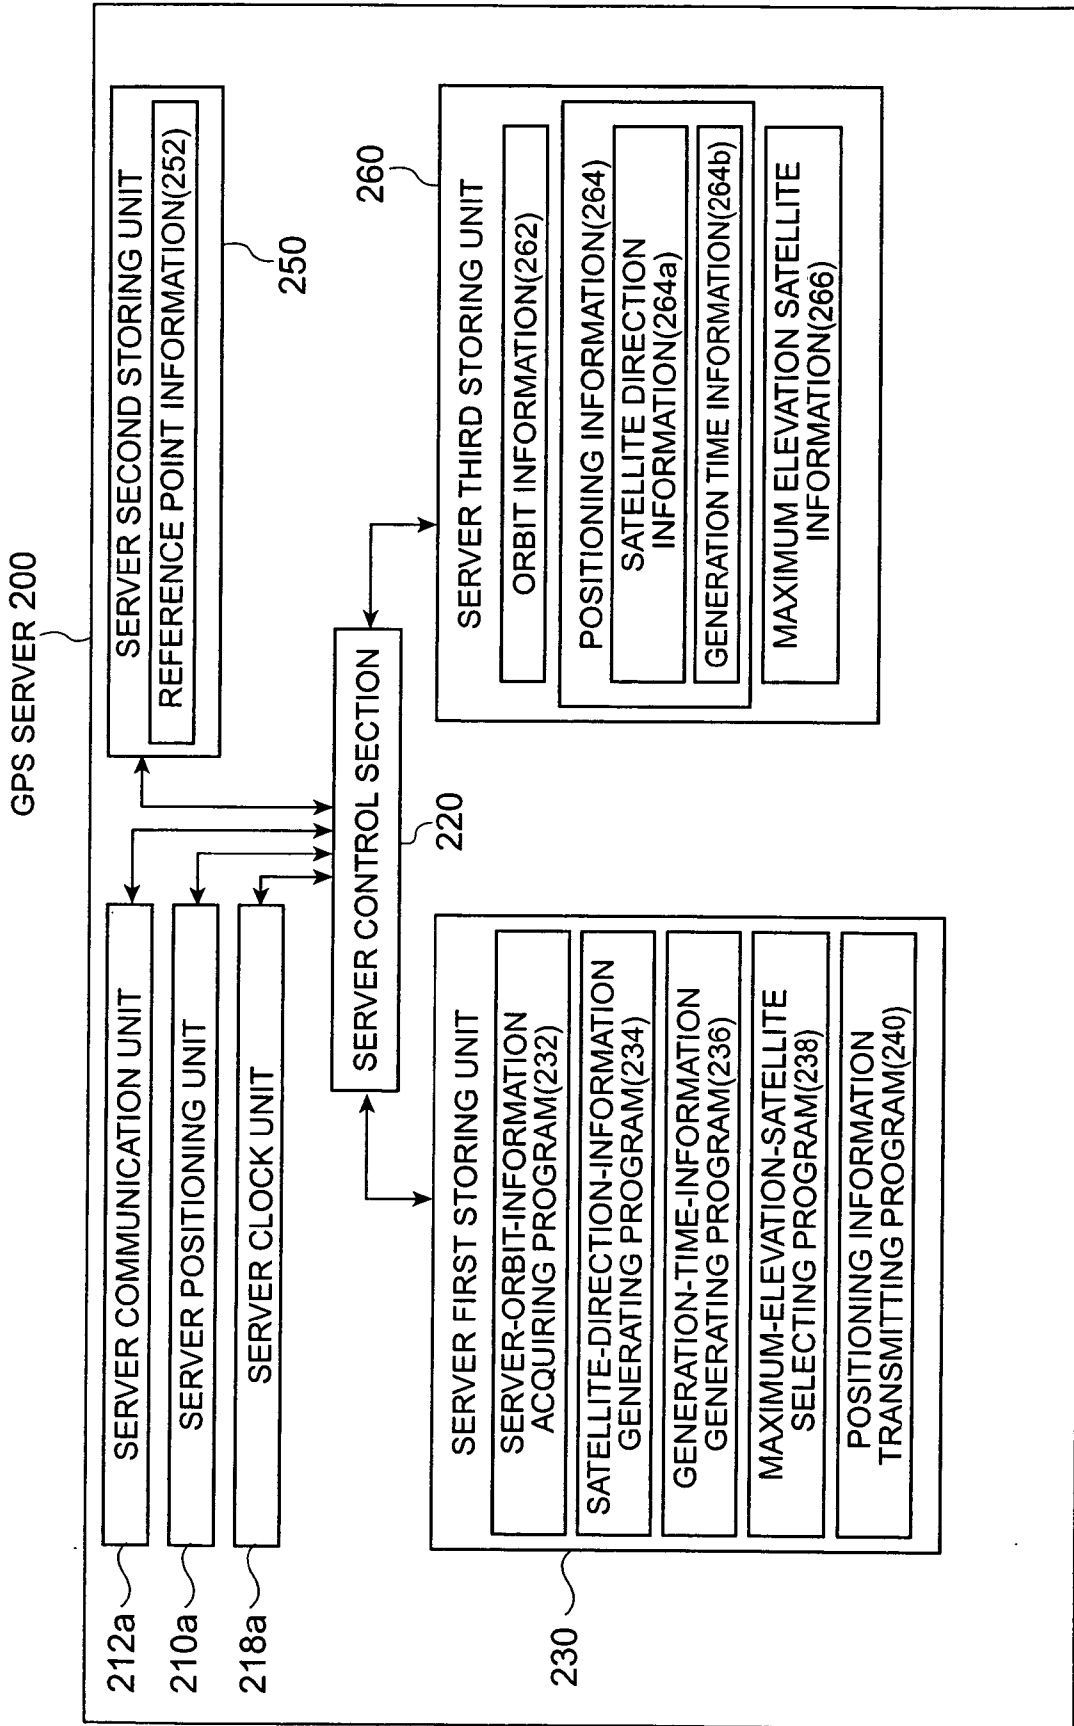 GPS SERVER 200
212a
SERVER COMMUNICATION UNIT
210a
SERVER POSITIONING UNIT
218a
SERVER CLOCK UNIT
SERVER SECOND STORING UNIT
REFERENCE POINT INFORMATION(252)
250
SERVER CONTROL SECTION
220
230
SERVER FIRST STORING UNIT
SERVER-ORBIT-INFORMATION
ACQUIRING PROGRAM(232)
SATELLITE-DIRECTION-INFORMATION
GENERATING PROGRAM(234)
GENERATION-TIME-INFORMATION
GENERATING PROGRAM(236)
MAXIMUM-ELEVATION-SATELLITE
SELECTING PROGRAM(238)
POSITIONING INFORMATION
TRANSMITTING PROGRAM(240)
260
SERVER THIRD STORING UNIT
ORBIT INFORMATION(262)
POSITIONING INFORMATION(264)
SATELLITE DIRECTION
INFORMATION(264a)
GENERATION TIME INFORMATION(264b)
MAXIMUM ELEVATION SATELLITE
INFORMATION(266)